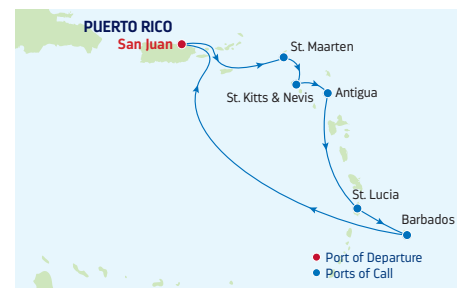 PUERTO RICO
San Juan
St. Maarten
St. Kitts & Nevis
Antigua
St. Lucia
Barbados
Port of Departure
Ports of Call